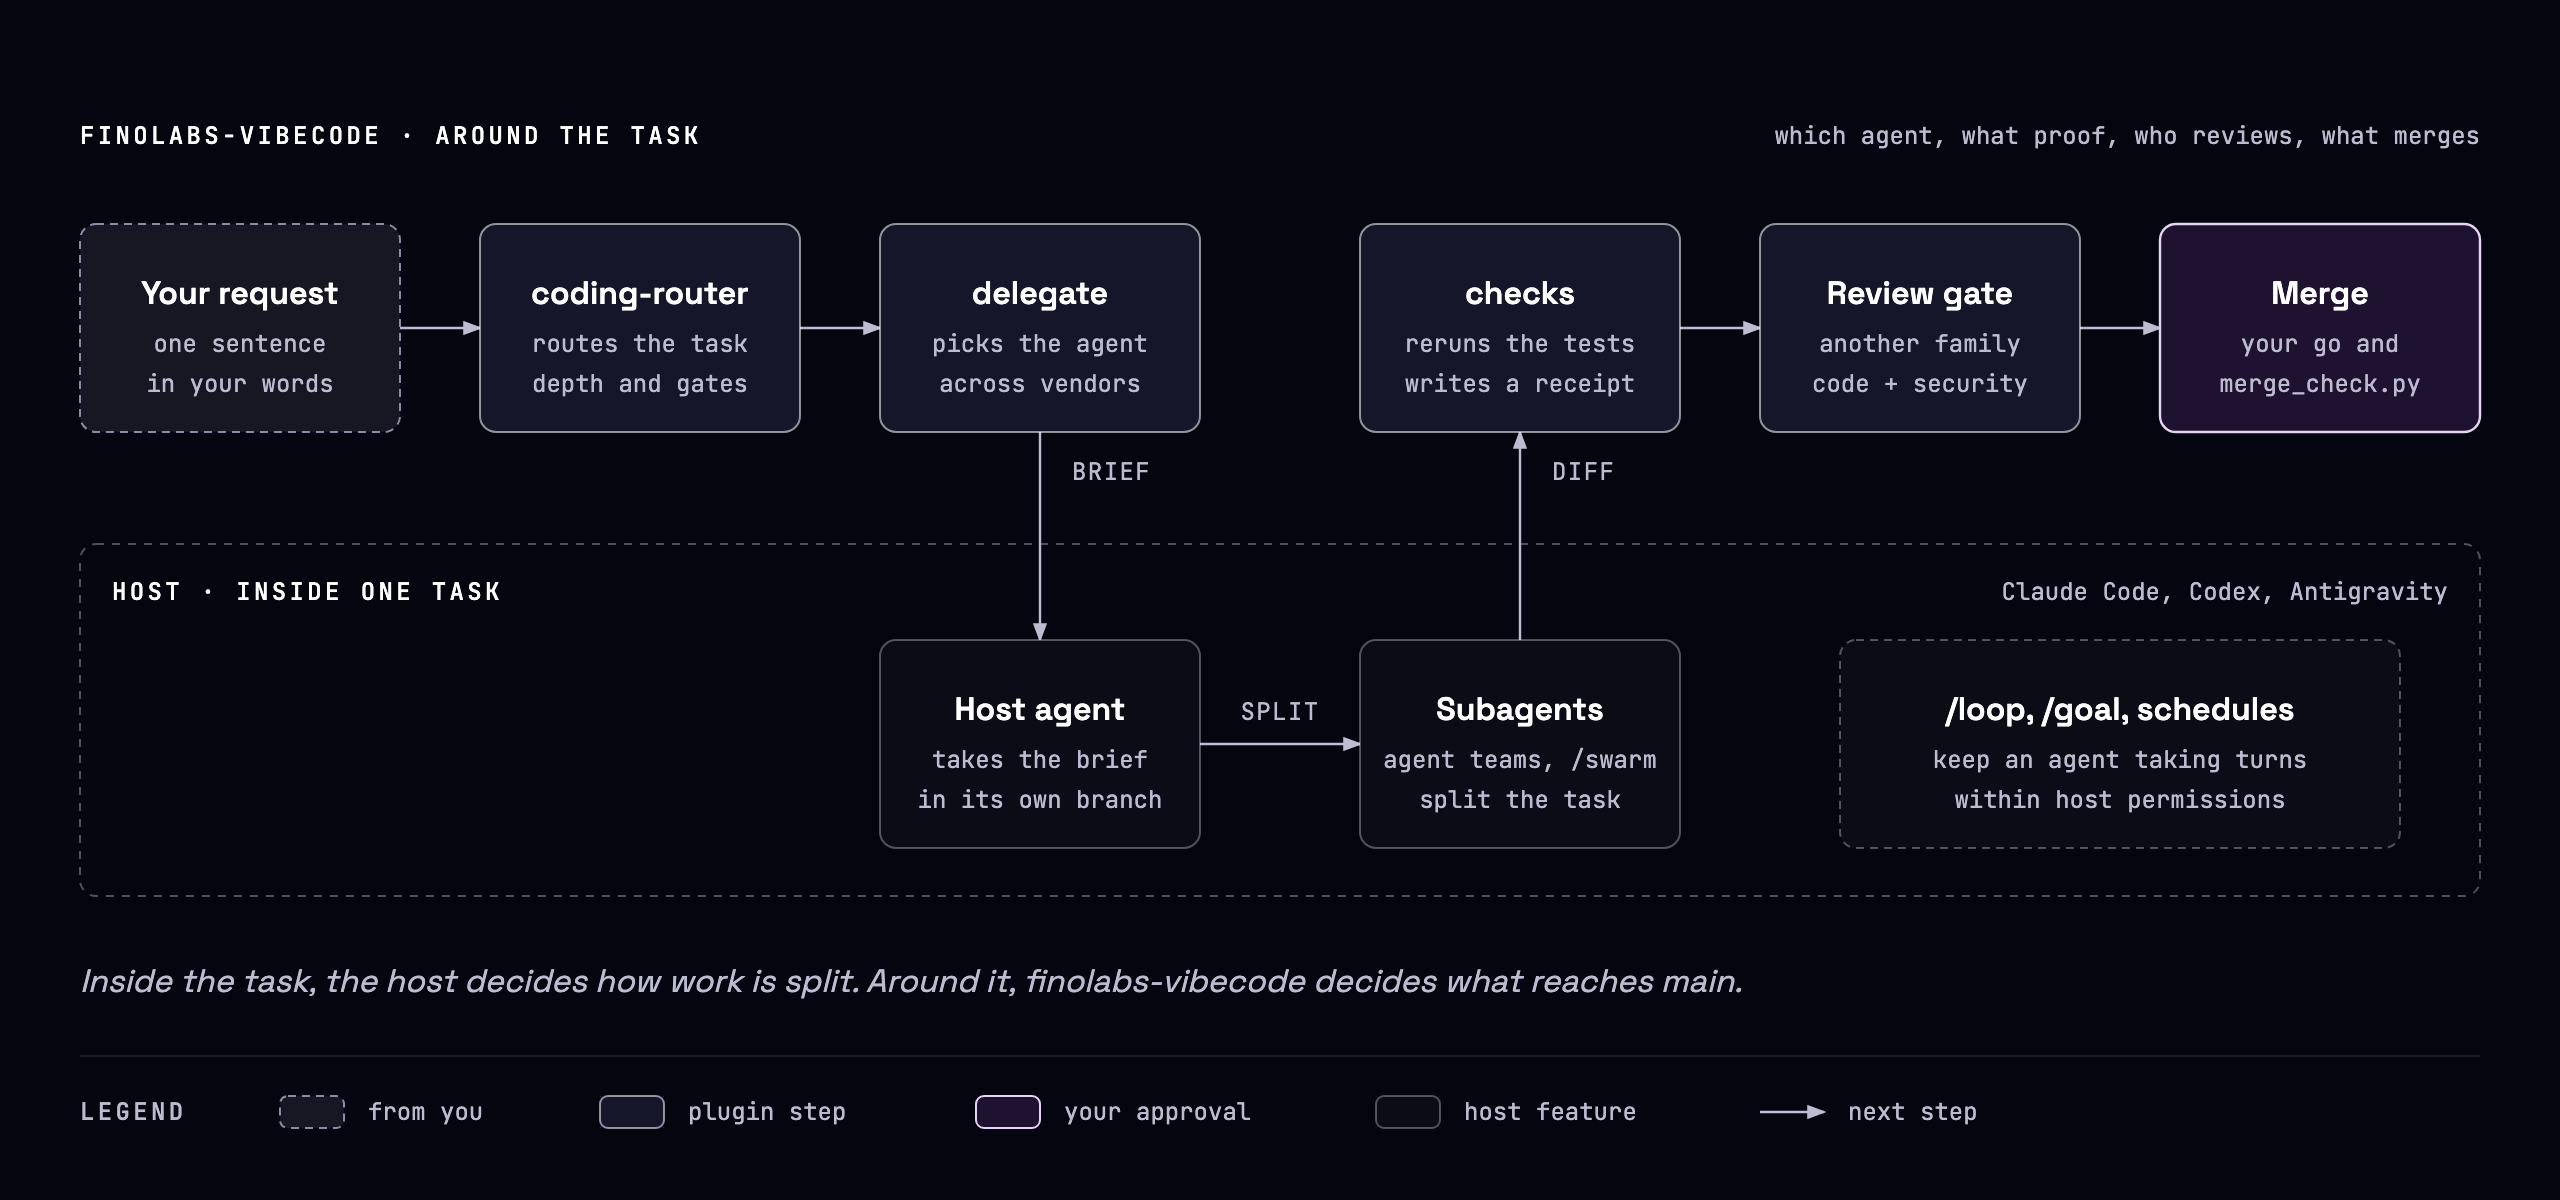 FINOLABS-VIBECODE · AROUND THE TASK
which agent, what proof, who reviews, what merges
Your request
one sentence
in your words
coding-router
routes the task
depth and gates
delegate
picks the agent
across vendors
checks
reruns the tests
writes a receipt
Review gate
another family
code + security
Merge
your go and
merge_check.py
BRIEF
DIFF
HOST · INSIDE ONE TASK
Claude Code, Codex, Antigravity
Host agent
takes the brief
in its own branch
SPLIT
Subagents
agent teams, /swarm
split the task
/loop, /goal, schedules
keep an agent taking turns
within host permissions
Inside the task, the host decides how work is split. Around it, finolabs-vibecode decides what reaches main.
LEGEND
from you
plugin step
your approval
host feature
next step